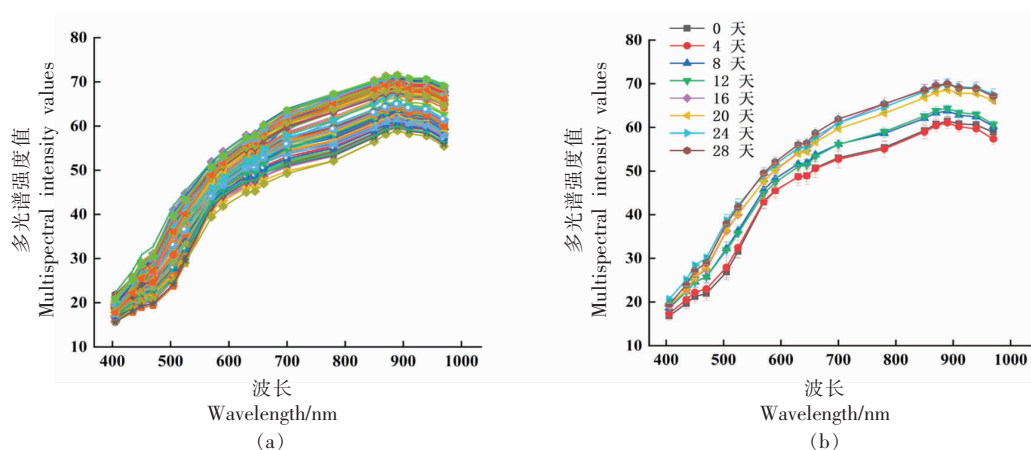 多光谱强度值
Multispectral intensity values
80
70
60
50
40
30
20
10
400 500 600 700 800 900 1000
波长
Wavelength/nm
(a)
多光谱强度值
Multispectral intensity values
80
70
60
50
40
30
20
10
0 天
4 天
8 天
12 天
16 天
20 天
24 天
28 天
400 500 600 700 800 900 1000
波长
Wavelength/nm
(b)